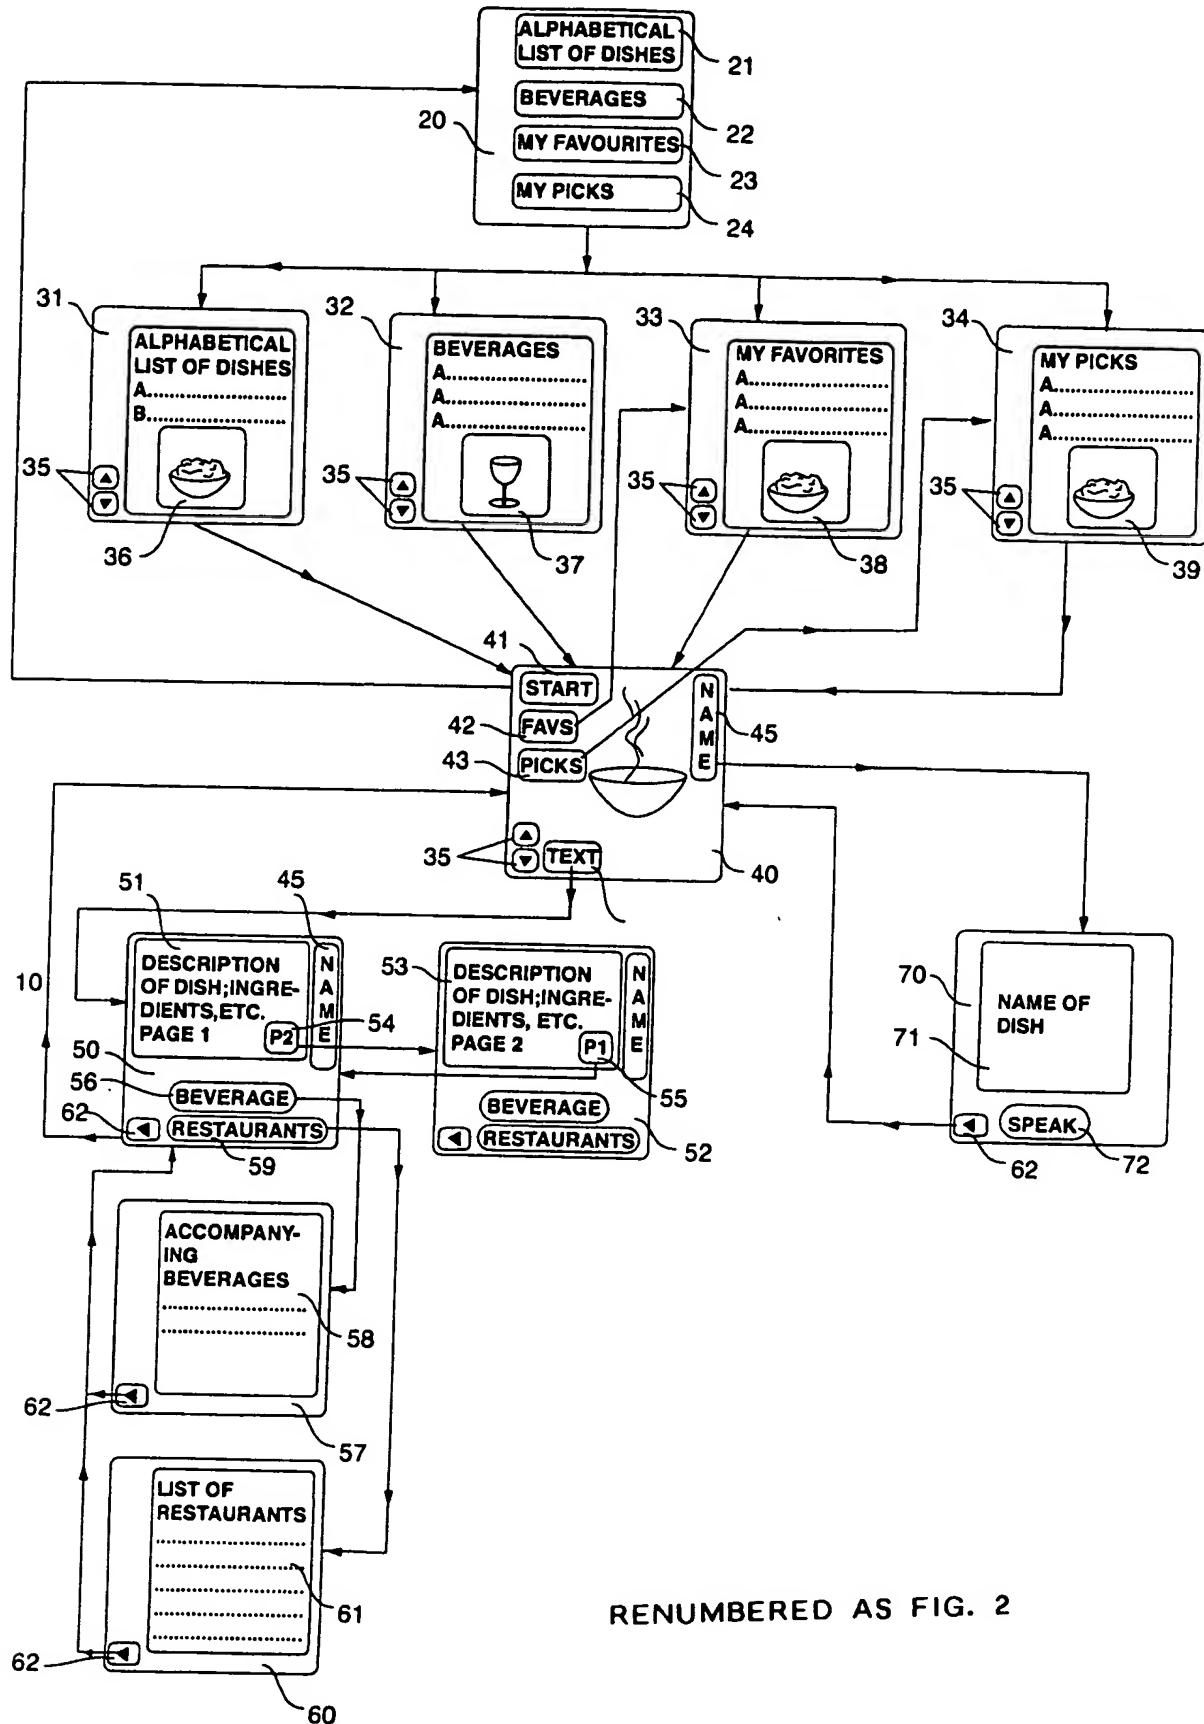 ALPHABETICAL
LIST OF DISHES
21
BEVERAGES
22
20
MY FAVOURITES
23
MY PICKS
24
31
ALPHABETICAL
LIST OF DISHES
A..............................
B..............................
35
36
32
BEVERAGES
A..............................
A..............................
A..............................
35
37
33
MY FAVORITES
A..............................
A..............................
A..............................
35
38
34
MY PICKS
A..............................
A..............................
A..............................
35
39
41
START
42
FAVS
43
PICKS
NAME
45
35
TEXT
40
10
51
45
DESCRIPTION
OF DISH;INGRE-
DIENTS,ETC.
PAGE 1
54
P2
NAME
50
56
BEVERAGE
62
RESTAURANTS
59
53
DESCRIPTION
OF DISH;INGRE-
DIENTS, ETC.
PAGE 2
P1
NAME
55
BEVERAGE
RESTAURANTS
52
70
NAME OF
DISH
71
SPEAK
62
72
ACCOMPANY-
ING
BEVERAGES
58
62
57
LIST OF
RESTAURANTS
61
62
60
RENUMBERED AS FIG. 2